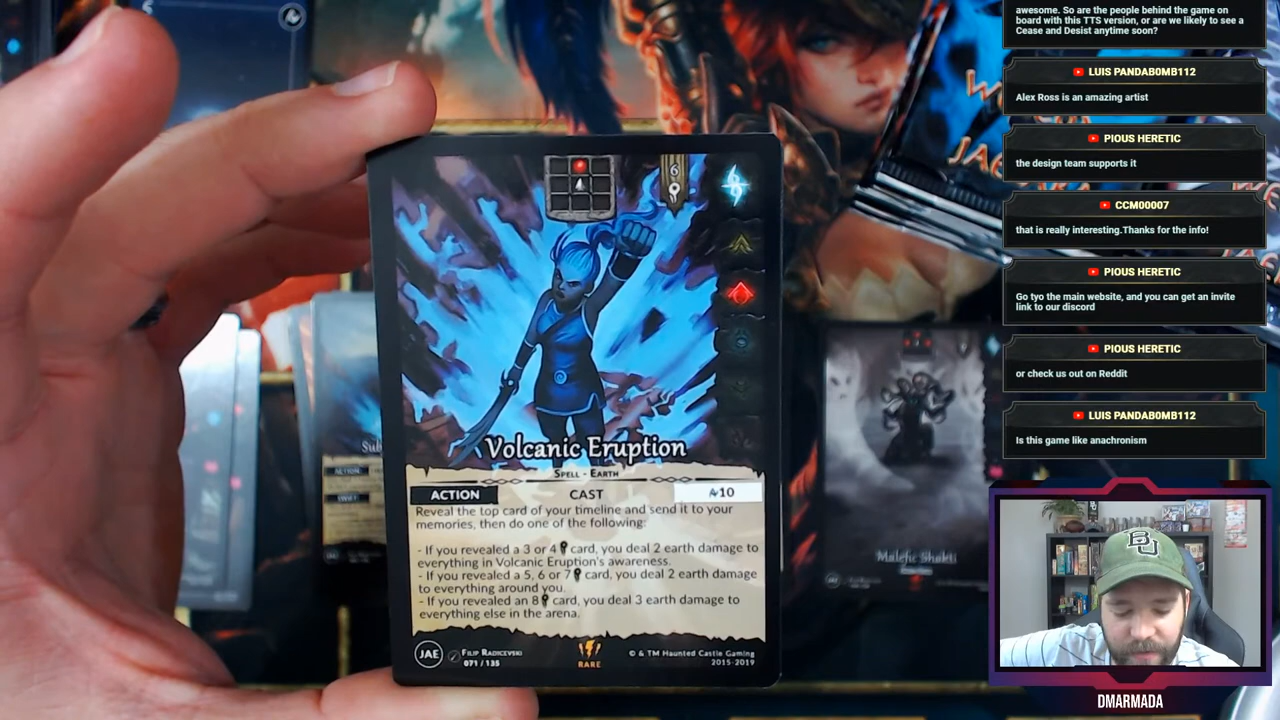 6
Volcanic Eruption
Spell - Earth
ACTION CAST 10
Reveal the top card of your timeline and send it to your
memories, then do one of the following:
- If you revealed a 3 or 4 card, you deal 2 earth damage to
everything in Volcanic Eruption's awareness.
- If you revealed a 5, 6 or 7 card, you deal 2 earth damage
to everything around you.
- If you revealed an 8 card, you deal 3 earth damage to
everything else in the arena.
JAE Filip Radicevski
071 / 135
RARE
© & TM Haunted Castle Gaming
2015-2019
Malefic Shakti
awesome. So are the people behind the game on
board with this TTS version, or are we likely to see a
Cease and Desist anytime soon?
LUIS PANDAB0MB112
Alex Ross is an amazing artist
PIOUS HERETIC
the design team supports it
CCM00007
that is really interesting.Thanks for the info!
PIOUS HERETIC
Go tyo the main website, and you can get an invite
link to our discord
PIOUS HERETIC
or check us out on Reddit
LUIS PANDAB0MB112
Is this game like anachronism
BU
DMARMADA